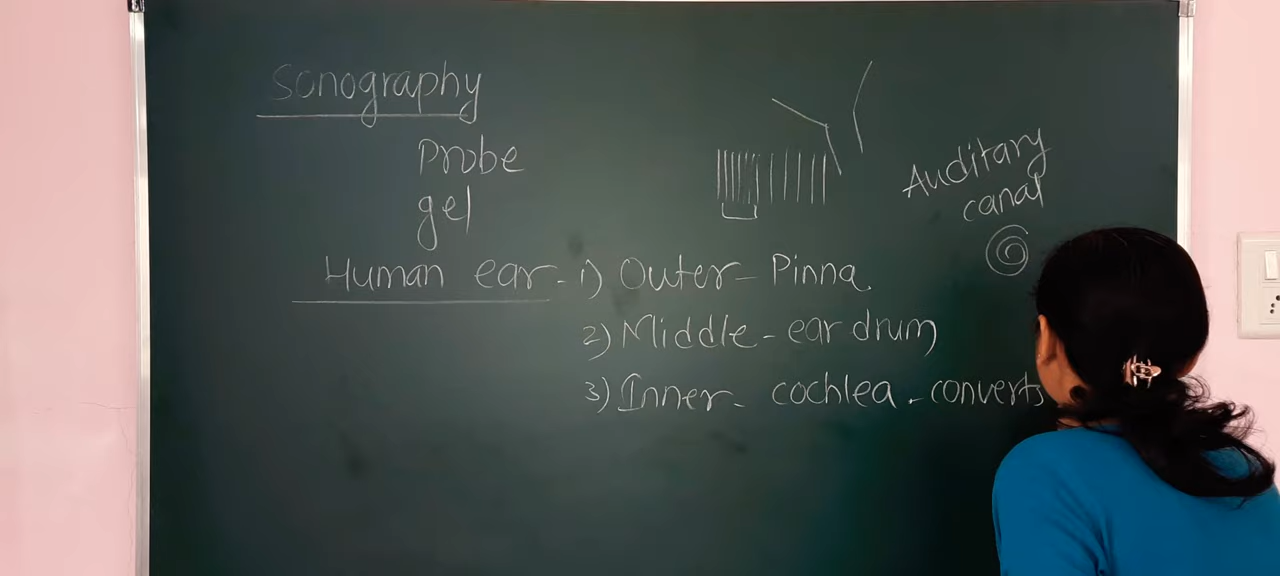 Sonography
Probe
gel
Auditary
canal
Human ear - 1) Outer - Pinna
2) Middle - ear drum
3) Inner - cochlea - converts